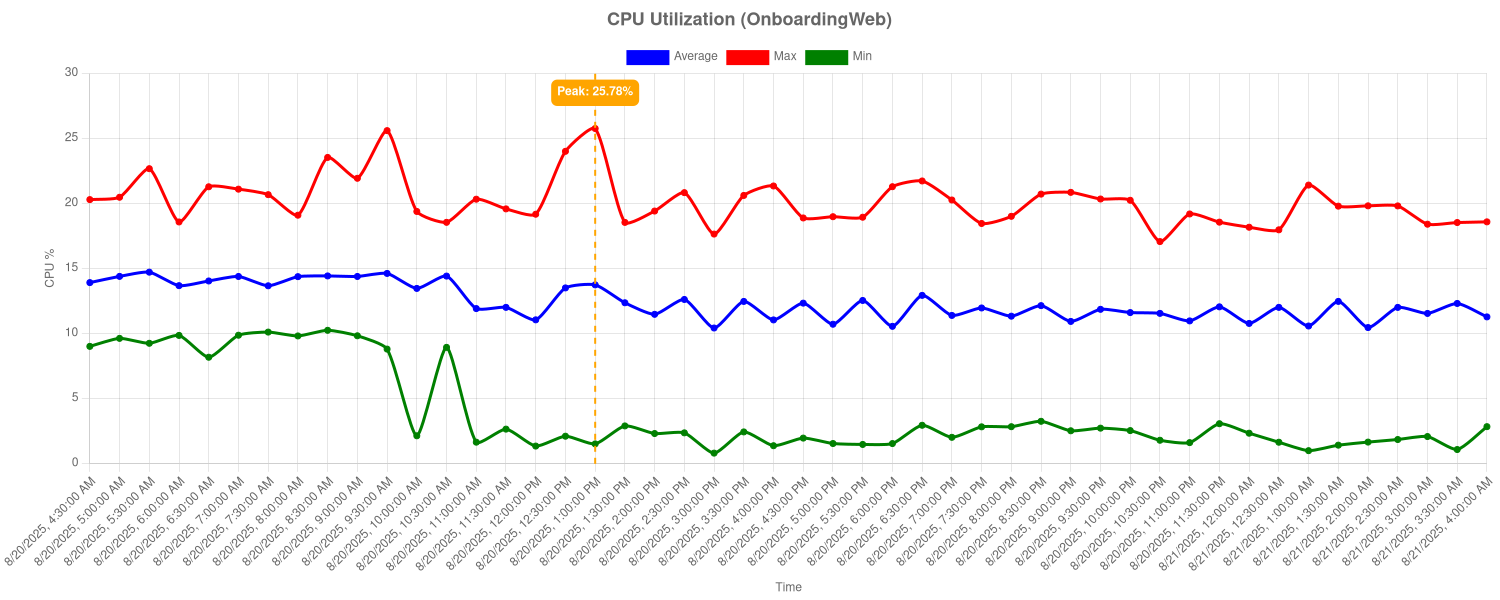 CPU Utilization (OnboardingWeb)
Average
Max
Min
Peak: 25.78%
30
25
20
15
10
5
0
CPU %
8/20/2025, 4:30:00 AM
8/20/2025, 5:00:00 AM
8/20/2025, 5:30:00 AM
8/20/2025, 6:00:00 AM
8/20/2025, 6:30:00 AM
8/20/2025, 7:00:00 AM
8/20/2025, 7:30:00 AM
8/20/2025, 8:00:00 AM
8/20/2025, 8:30:00 AM
8/20/2025, 9:00:00 AM
8/20/2025, 9:30:00 AM
8/20/2025, 10:00:00 AM
8/20/2025, 10:30:00 AM
8/20/2025, 11:00:00 AM
8/20/2025, 11:30:00 AM
8/20/2025, 12:00:00 PM
8/20/2025, 12:30:00 PM
8/20/2025, 1:00:00 PM
8/20/2025, 1:30:00 PM
8/20/2025, 2:00:00 PM
8/20/2025, 2:30:00 PM
8/20/2025, 3:00:00 PM
8/20/2025, 3:30:00 PM
8/20/2025, 4:00:00 PM
8/20/2025, 4:30:00 PM
8/20/2025, 5:00:00 PM
8/20/2025, 5:30:00 PM
8/20/2025, 6:00:00 PM
8/20/2025, 6:30:00 PM
8/20/2025, 7:00:00 PM
8/20/2025, 7:30:00 PM
8/20/2025, 8:00:00 PM
8/20/2025, 8:30:00 PM
8/20/2025, 9:00:00 PM
8/20/2025, 9:30:00 PM
8/20/2025, 10:00:00 PM
8/20/2025, 10:30:00 PM
8/20/2025, 11:00:00 PM
8/20/2025, 11:30:00 PM
8/21/2025, 12:00:00 AM
8/21/2025, 12:30:00 AM
8/21/2025, 1:00:00 AM
8/21/2025, 1:30:00 AM
8/21/2025, 2:00:00 AM
8/21/2025, 2:30:00 AM
8/21/2025, 3:00:00 AM
8/21/2025, 3:30:00 AM
8/21/2025, 4:00:00 AM
Time